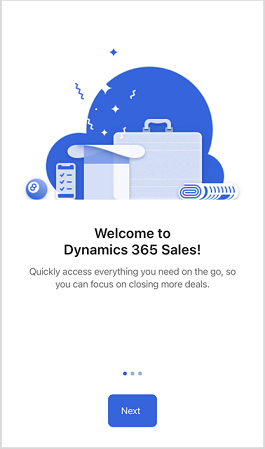 8
Welcome to
Dynamics 365 Sales!
Quickly access everything you need on the go, so
you can focus on closing more deals.
Next